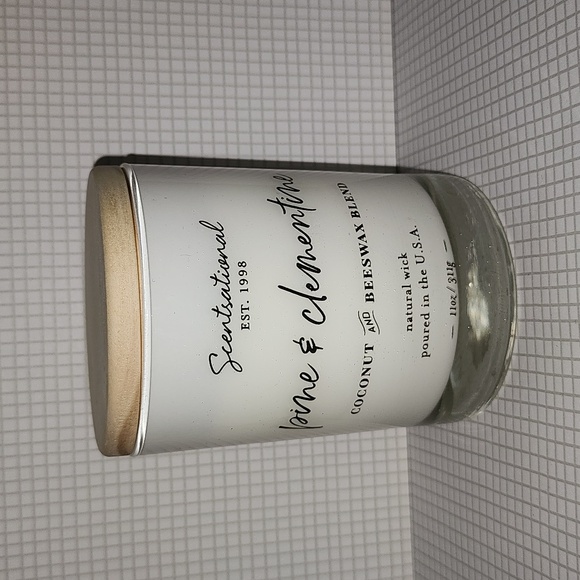 Scentsational
EST. 1998
pine & clementine
COCONUT AND BEESWAX BLEND
natural wick
poured in the U.S.A.
— 11oz / 311g —